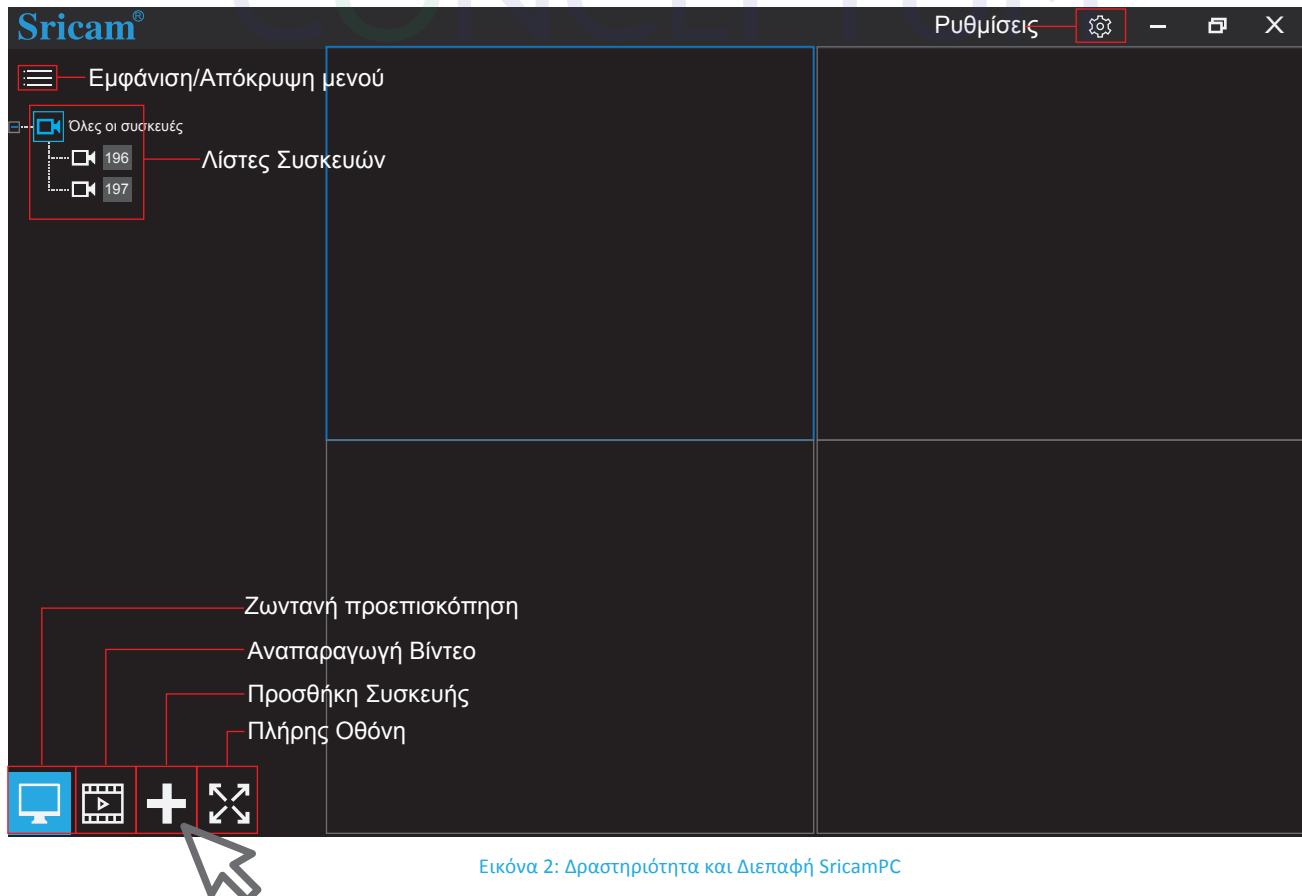 Sricam®
Ρυθμίσεις
Εμφάνιση/Απόκρυψη μενού
Όλες οι συσκευές
196
Λίστες Συσκευών
197
Ζωντανή προεπισκόπηση
Αναπαραγωγή Βίντεο
Προσθήκη Συσκευής
Πλήρης Οθόνη
Εικόνα 2: Δραστηριότητα και Διεπαφή SricamPC